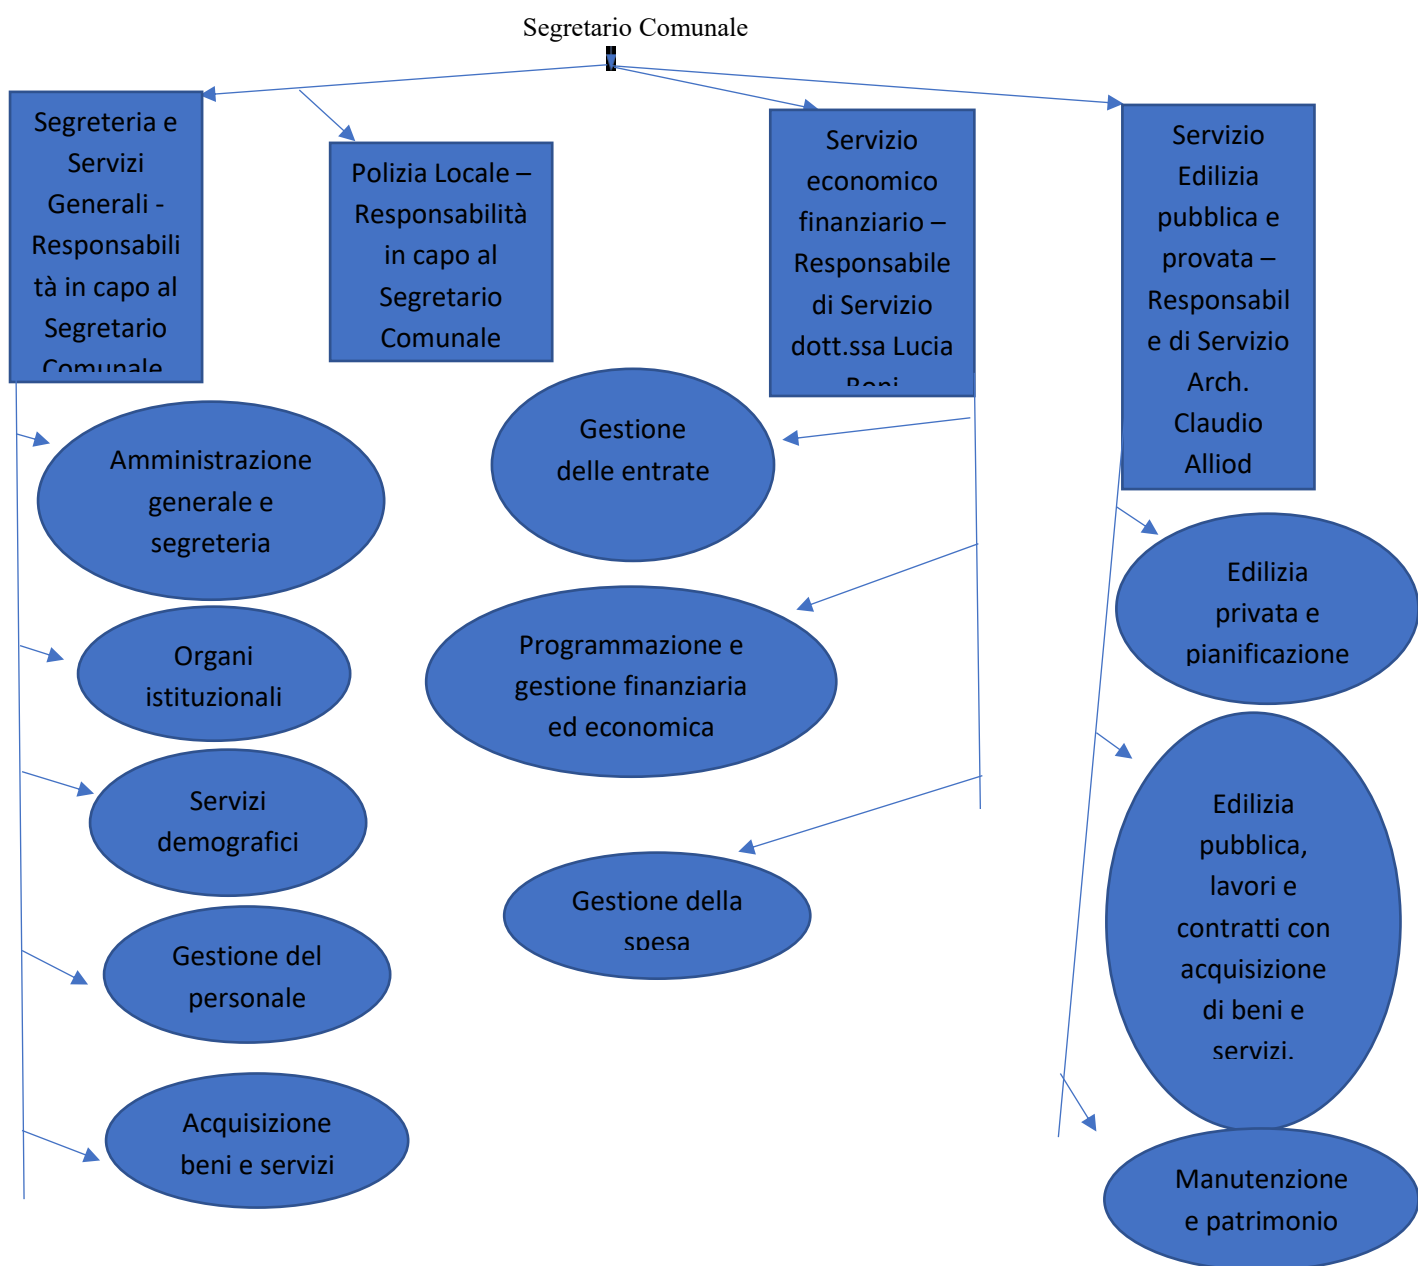 Segretario Comunale
Segreteria e
Servizi
Generali -
Responsabili
tà in capo al
Segretario
Comunale
Polizia Locale –
Responsabilità
in capo al
Segretario
Comunale
Servizio
economico
finanziario –
Responsabile
di Servizio
dott.ssa Lucia
Boni
Servizio
Edilizia
pubblica e
provata –
Responsabil
e di Servizio
Arch.
Claudio
Alliod
Amministrazione
generale e
segreteria
Organi
istituzionali
Servizi
demografici
Gestione del
personale
Acquisizione
beni e servizi
Gestione
delle entrate
Programmazione e
gestione finanziaria
ed economica
Gestione della
spesa
Edilizia
privata e
pianificazione
Edilizia
pubblica,
lavori e
contratti con
acquisizione
di beni e
servizi.
Manutenzione
e patrimonio